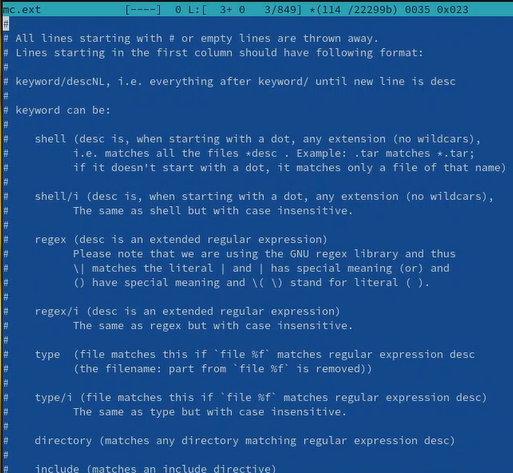 mc.ext [----] 0 L:[ 3+ 0 3/849] *(114 /22299b) 0035 0x023
#
# All lines starting with # or empty lines are thrown away.
# Lines starting in the first column should have following format:
#
# keyword/descNL, i.e. everything after keyword/ until new line is desc
#
# keyword can be:
#
# shell (desc is, when starting with a dot, any extension (no wildcars),
# i.e. matches all the files *desc . Example: .tar matches *.tar;
# if it doesn't start with a dot, it matches only a file of that name)
#
# shell/i (desc is, when starting with a dot, any extension (no wildcars),
# The same as shell but with case insensitive.
#
# regex (desc is an extended regular expression)
# Please note that we are using the GNU regex library and thus
# \| matches the literal | and | has special meaning (or) and
# () have special meaning and \( \) stand for literal ( ).
#
# regex/i (desc is an extended regular expression)
# The same as regex but with case insensitive.
#
# type (file matches this if `file %f` matches regular expression desc
# (the filename: part from `file %f` is removed))
#
# type/i (file matches this if `file %f` matches regular expression desc)
# The same as type but with case insensitive.
#
# directory (matches any directory matching regular expression desc)
#
# include (matches an include directive)